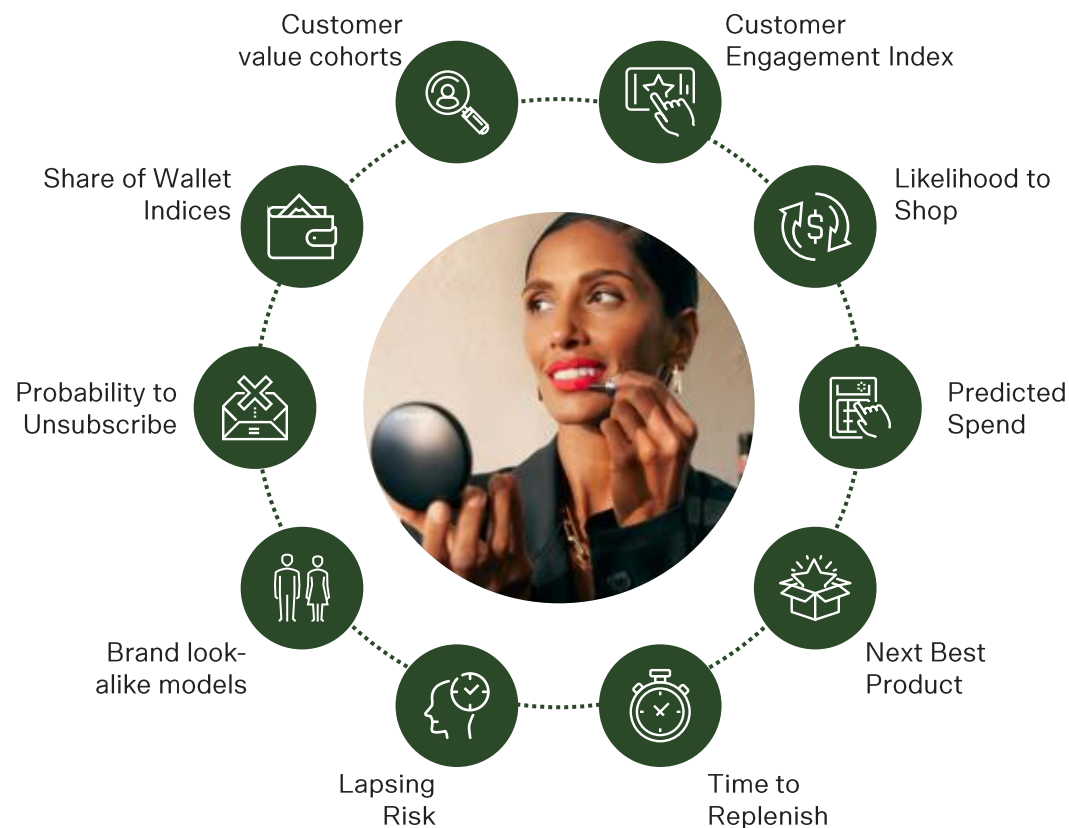 Customer
value cohorts
Customer
Engagement Index
Share of Wallet
Indices
Likelihood to
Shop
Probability to
Unsubscribe
Predicted
Spend
Brand look-
alike models
Next Best
Product
Lapsing
Risk
Time to
Replenish